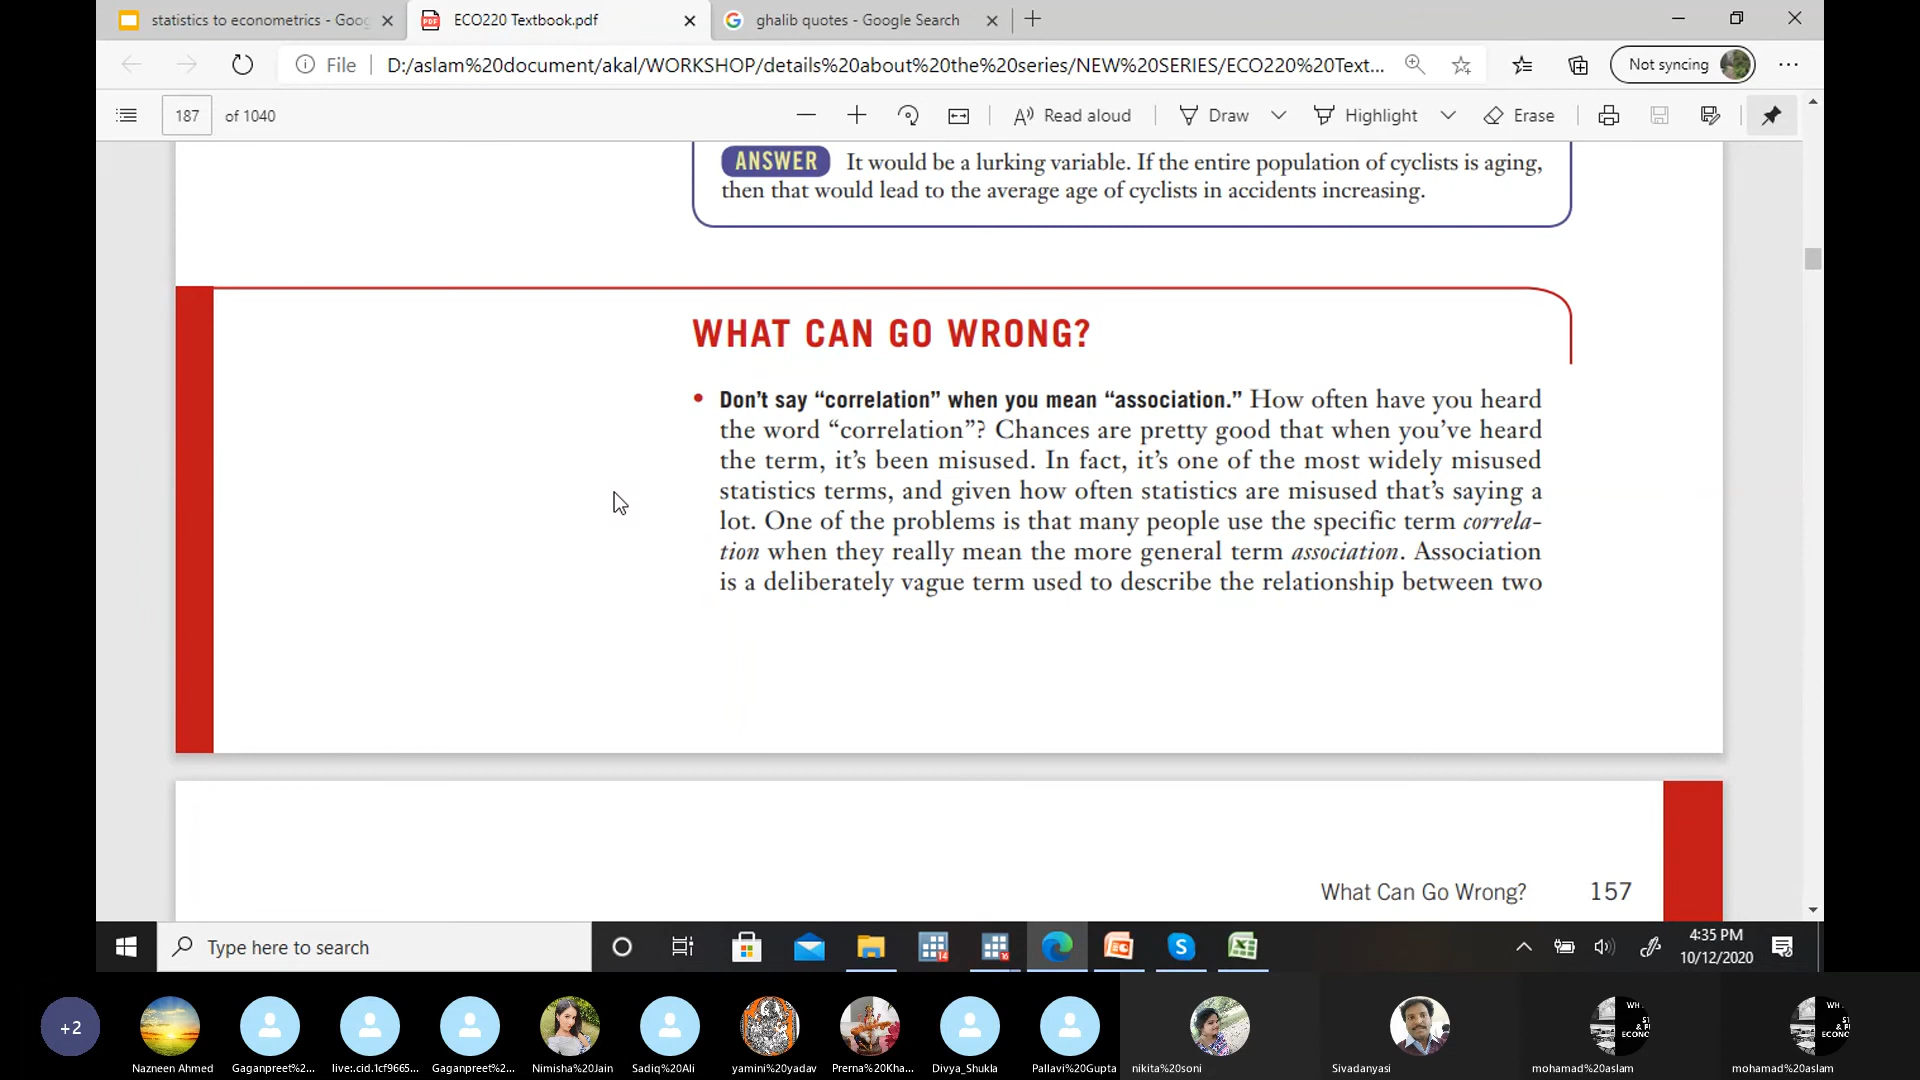 statistics to econometrics - Goog
ECO220 Textbook.pdf
ghalib quotes - Google Search
File
D:/aslam%20document/akal/WORKSHOP/details%20about%20the%20series/NEW%20SERIES/ECO220%20Text...
Not syncing
187 of 1040
Read aloud
Draw
Highlight
Erase
ANSWER It would be a lurking variable. If the entire population of cyclists is aging,
then that would lead to the average age of cyclists in accidents increasing.
WHAT CAN GO WRONG?
• Don't say “correlation” when you mean “association.” How often have you heard
the word “correlation”? Chances are pretty good that when you’ve heard
the term, it’s been misused. In fact, it’s one of the most widely misused
statistics terms, and given how often statistics are misused that’s saying a
lot. One of the problems is that many people use the specific term correla-
tion when they really mean the more general term association. Association
is a deliberately vague term used to describe the relationship between two
What Can Go Wrong? 157
Type here to search
14
16
4:35 PM
10/12/2020
+2
Nazneen Ahmed
Gaganpreet%2...
live:.cid.1cf9665...
Gaganpreet%2...
Nimisha%20Jain
Sadiq%20Ali
yamini%20yadav
Prerna%20Kha...
Divya_Shukla
Pallavi%20Gupta
nikita%20soni
Sivadanyasi
mohamad%20aslam
mohamad%20aslam